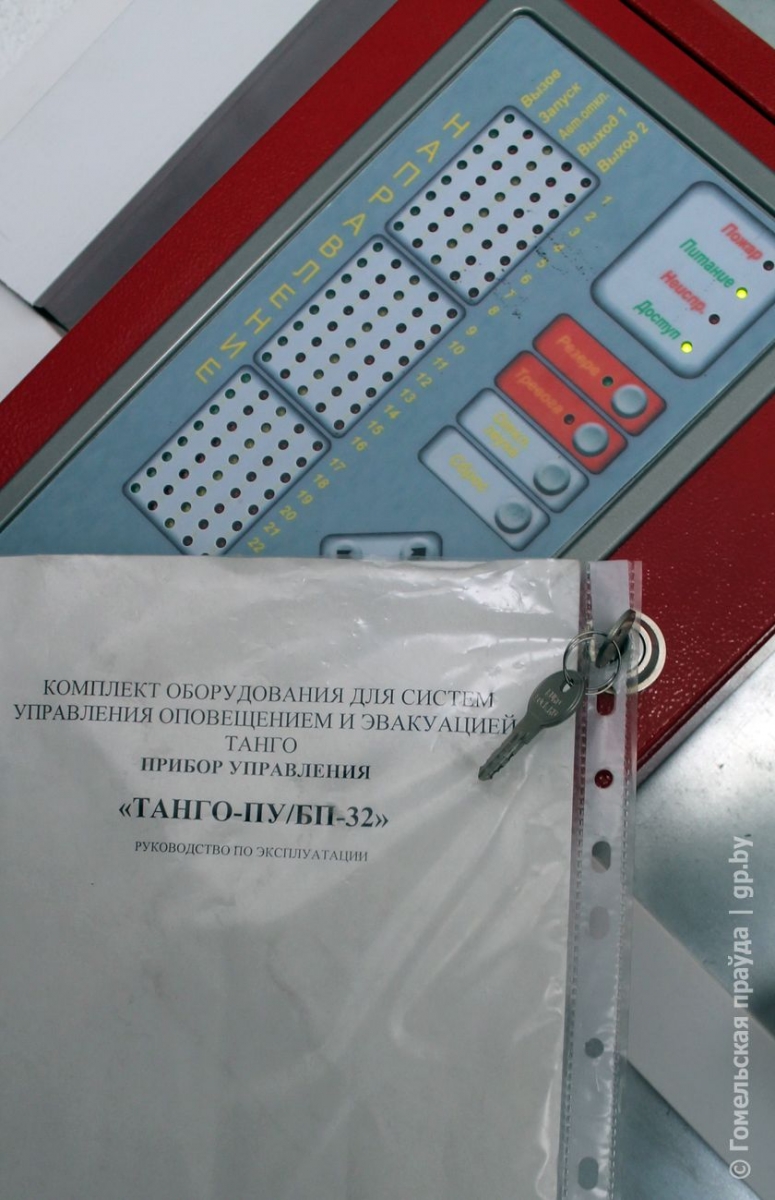 Вызов
Запуск
Авт.откл.
Выход 1
Выход 2
НАПРАВЛЕНИЕ
1
2
3
4
5
6
7
8
9
10
11
12
13
14
15
16
17
18
19
20
21
22
Пожар
Питание
Неиспр.
Доступ
Резерв
Тревога
Сброс
КОМПЛЕКТ ОБОРУДОВАНИЯ ДЛЯ СИСТЕМ
УПРАВЛЕНИЯ ОПОВЕЩЕНИЕМ И ЭВАКУАЦИЕЙ
ТАНГО
ПРИБОР УПРАВЛЕНИЯ
«ТАНГО-ПУ/БП-32»
РУКОВОДСТВО ПО ЭКСПЛУАТАЦИИ
© Гомельская праўда | gp.by